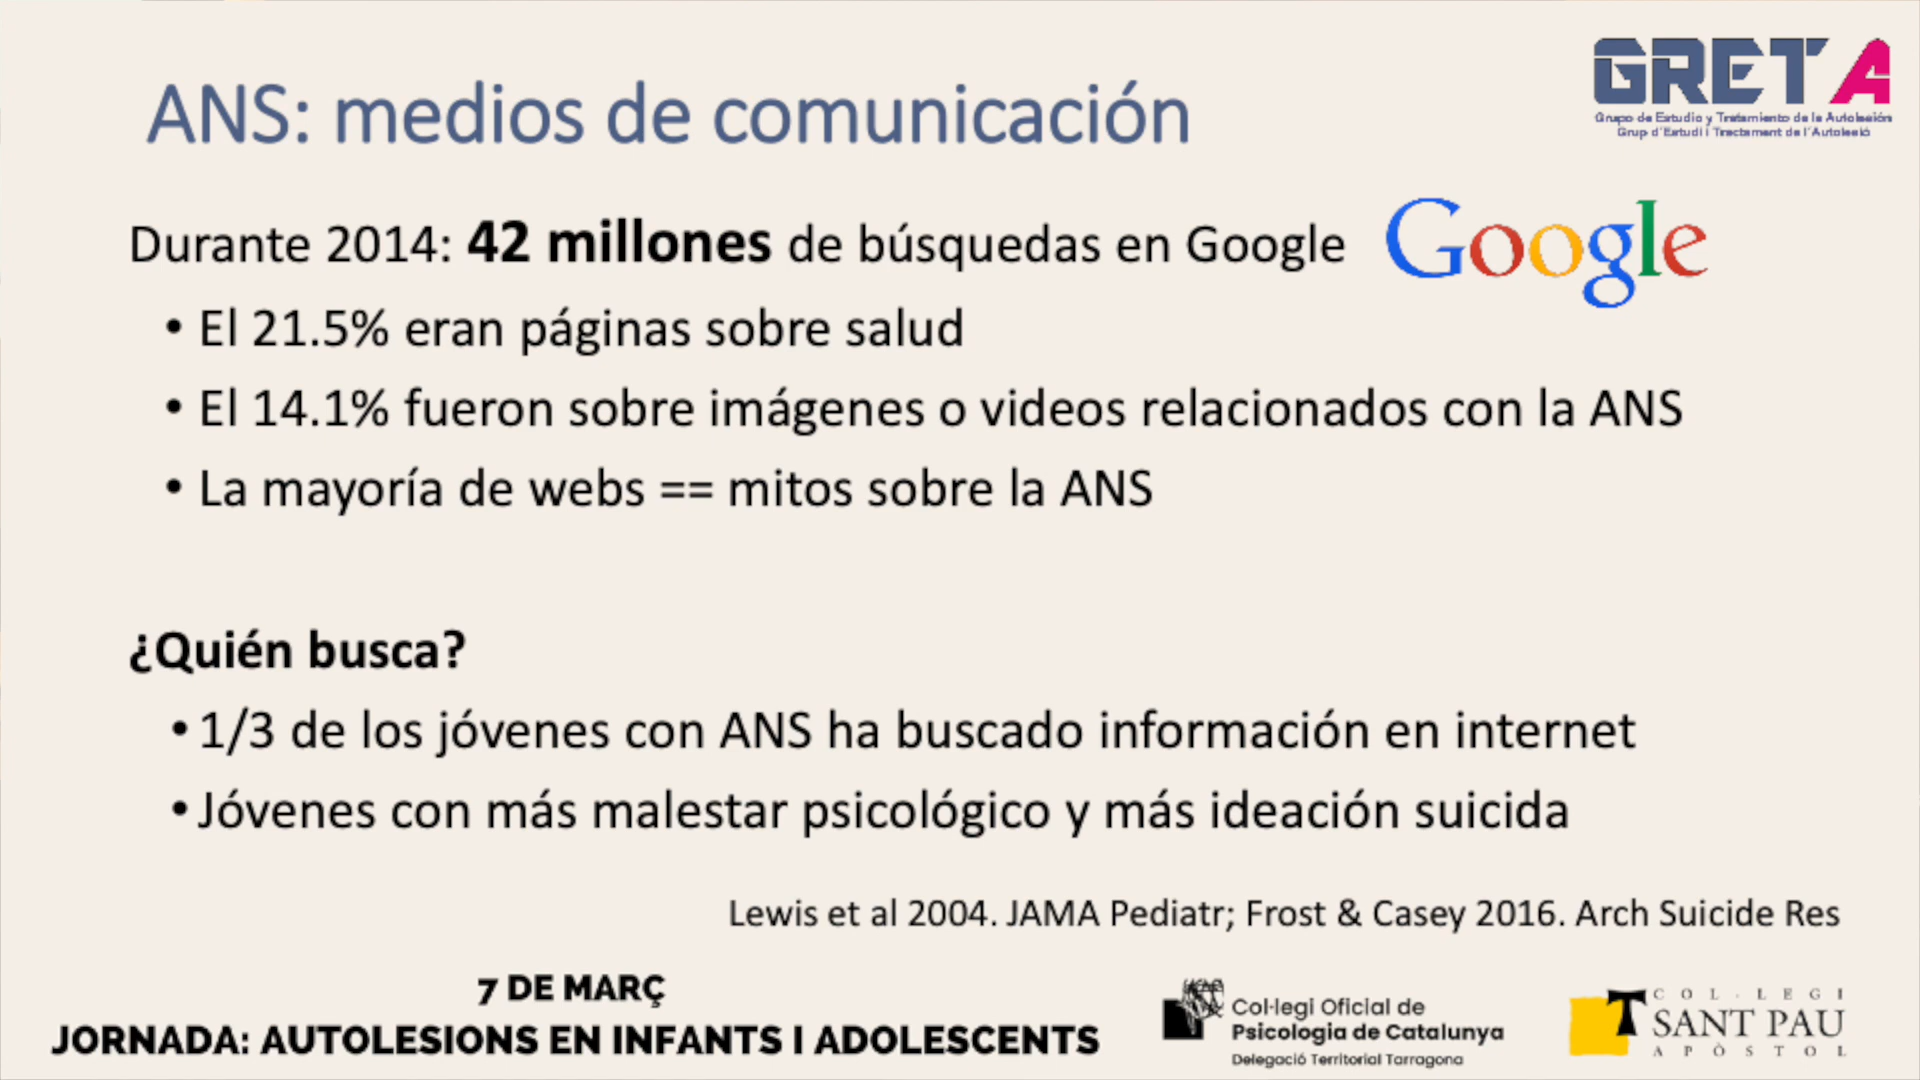 GRETA
Grupo de Estudio y Tratamiento de la Autolesión
Grup d'Estudi i Tractament de l'Autolesió
ANS: medios de comunicación
Durante 2014: 42 millones de búsquedas en Google
Google
• El 21.5% eran páginas sobre salud
• El 14.1% fueron sobre imágenes o videos relacionados con la ANS
• La mayoría de webs == mitos sobre la ANS
¿Quién busca?
• 1/3 de los jóvenes con ANS ha buscado información en internet
• Jóvenes con más malestar psicológico y más ideación suicida
Lewis et al 2004. JAMA Pediatr; Frost & Casey 2016. Arch Suicide Res
7 DE MARÇ
JORNADA: AUTOLESIONS EN INFANTS I ADOLESCENTS
Col·legi Oficial de
Psicologia de Catalunya
Delegació Territorial Tarragona
COL·LEGI
SANT PAU
APÒSTOL